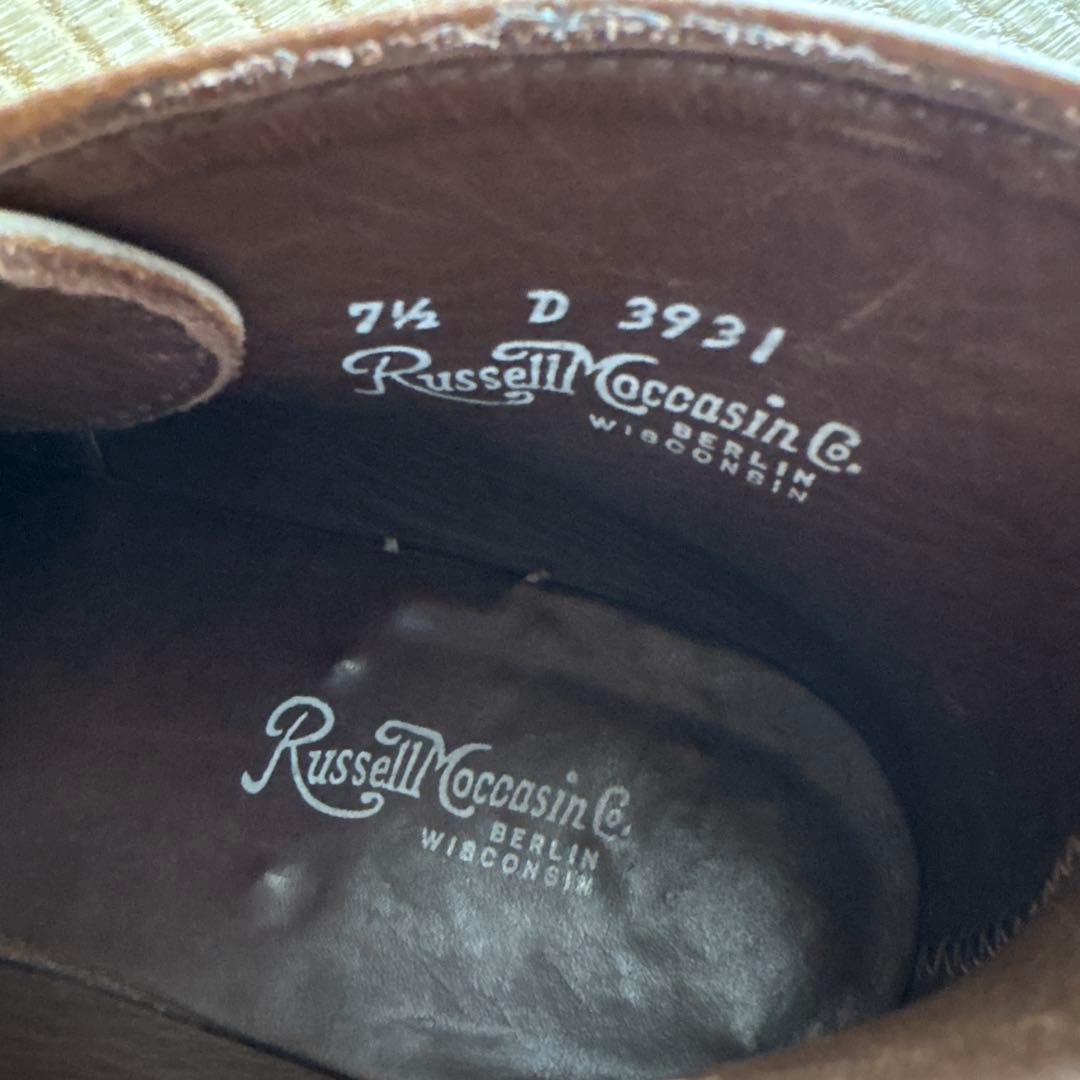 7½ D 3931
Russell Moccasin Co.
BERLIN
WISCONSIN
Russell Moccasin Co.
BERLIN
WISCONSIN